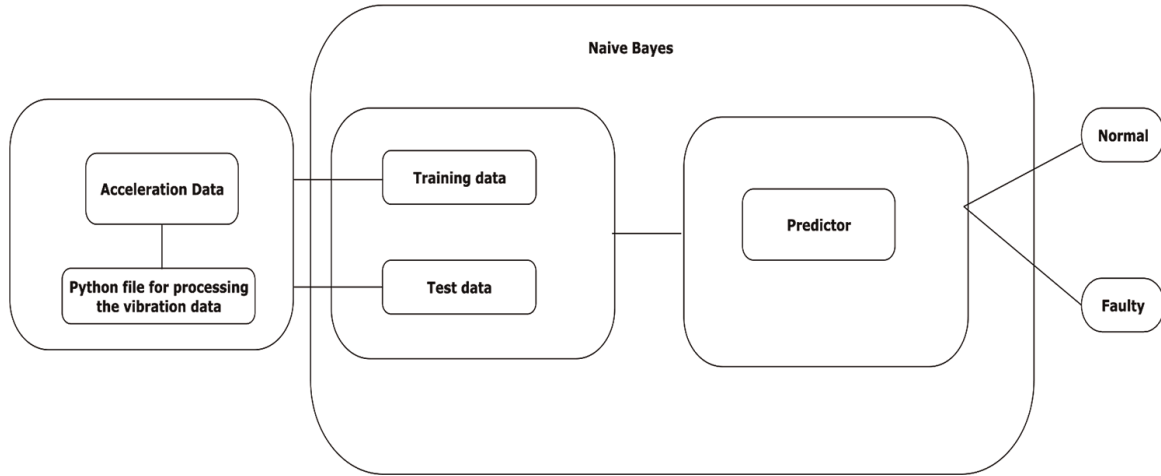 Naive Bayes
Acceleration Data
Python file for processing
the vibration data
Training data
Test data
Predictor
Normal
Faulty